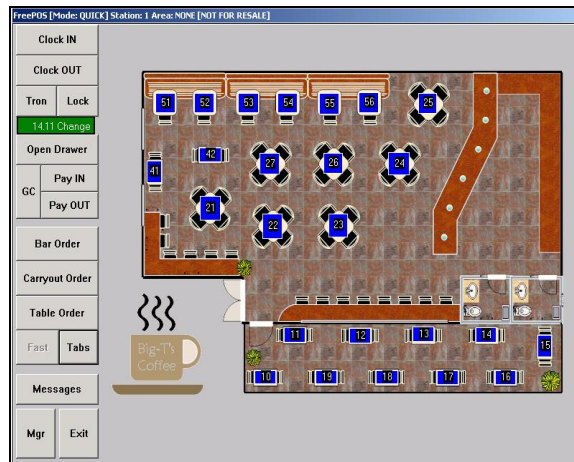 FreePOS [Mode: QUICK] Station: 1 Area: NONE [NOT FOR RESALE]
Clock IN
Clock OUT
Tron Lock
14.11 Change
Open Drawer
GC
Pay IN
Pay OUT
Bar Order
Carryout Order
Table Order
Fast Tabs
Messages
Mgr Exit
51 52 53 54 55 56 25
41 42 27 26 24
21 22 23
11 12 13 14 15
10 19 18 17 16
Big-T's
Coffee